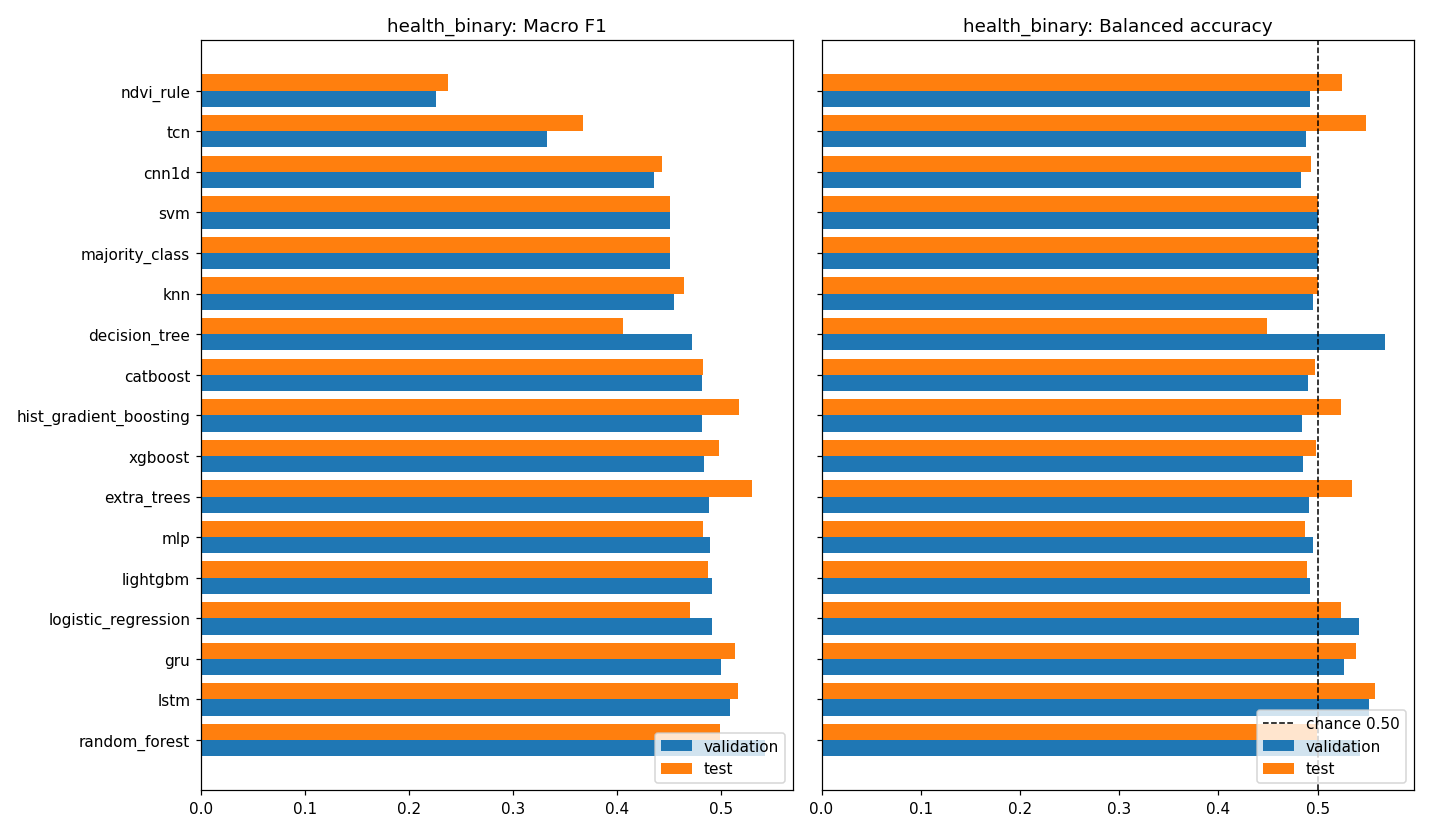 health_binary: Macro F1
health_binary: Balanced accuracy
ndvi_rule
tcn
cnn1d
svm
majority_class
knn
decision_tree
catboost
hist_gradient_boosting
xgboost
extra_trees
mlp
lightgbm
logistic_regression
gru
lstm
random_forest
validation
test
chance 0.50
validation
test
0.0 0.1 0.2 0.3 0.4 0.5
0.0 0.1 0.2 0.3 0.4 0.5